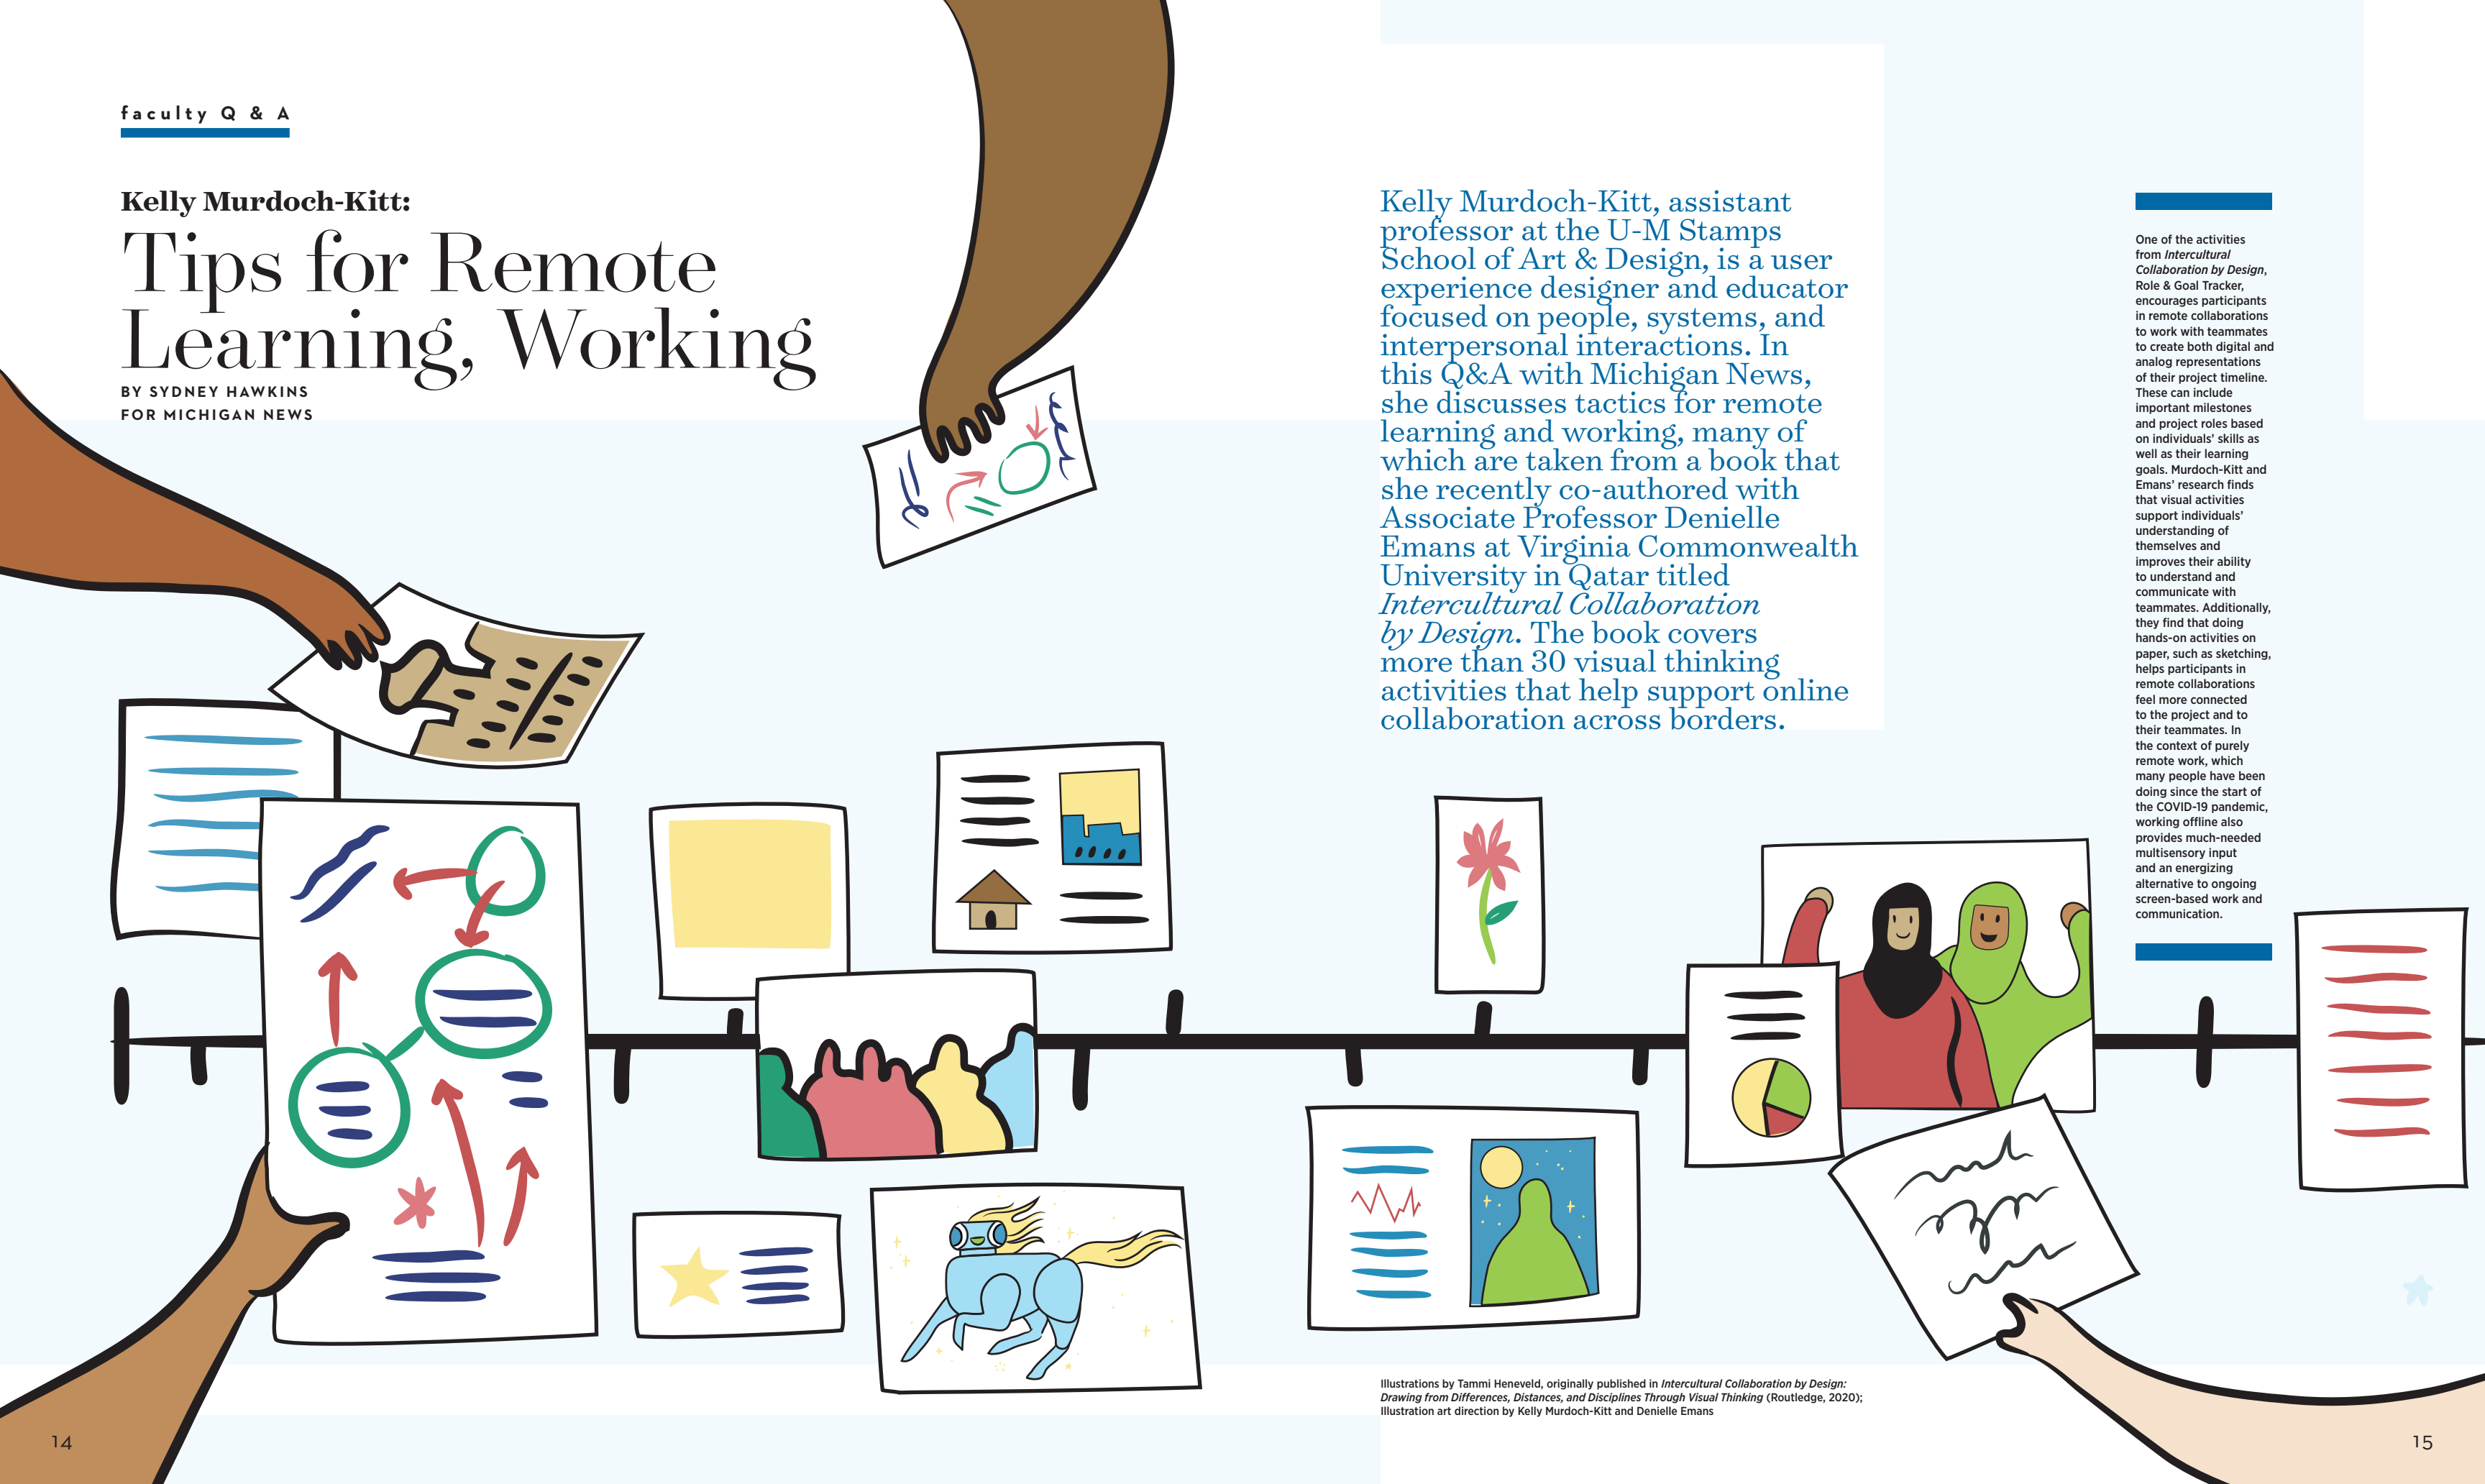 faculty Q & A
Kelly Murdoch-Kitt:
Tips for Remote
Learning, Working
BY SYDNEY HAWKINS
FOR MICHIGAN NEWS
Kelly Murdoch-Kitt, assistant
professor at the U-M Stamps
School of Art & Design, is a user
experience designer and educator
focused on people, systems, and
interpersonal interactions. In
this Q&A with Michigan News,
she discusses tactics for remote
learning and working, many of
which are taken from a book that
she recently co-authored with
Associate Professor Denielle
Emans at Virginia Commonwealth
University in Qatar titled
Intercultural Collaboration
by Design. The book covers
more than 30 visual thinking
activities that help support online
collaboration across borders.
One of the activities
from Intercultural
Collaboration by Design,
Role & Goal Tracker,
encourages participants
in remote collaborations
to work with teammates
to create both digital and
analog representations
of their project timeline.
These can include
important milestones
and project roles based
on individuals’ skills as
well as their learning
goals. Murdoch-Kitt and
Emans’ research finds
that visual activities
support individuals’
understanding of
themselves and
improves their ability
to understand and
communicate with
teammates. Additionally,
they find that doing
hands-on activities on
paper, such as sketching,
helps participants in
remote collaborations
feel more connected
to the project and to
their teammates. In
the context of purely
remote work, which
many people have been
doing since the start of
the COVID-19 pandemic,
working offline also
provides much-needed
multisensory input
and an energizing
alternative to ongoing
screen-based work and
communication.
Illustrations by Tammi Heneveld, originally published in Intercultural Collaboration by Design:
Drawing from Differences, Distances, and Disciplines Through Visual Thinking (Routledge, 2020);
Illustration art direction by Kelly Murdoch-Kitt and Denielle Emans
14
15